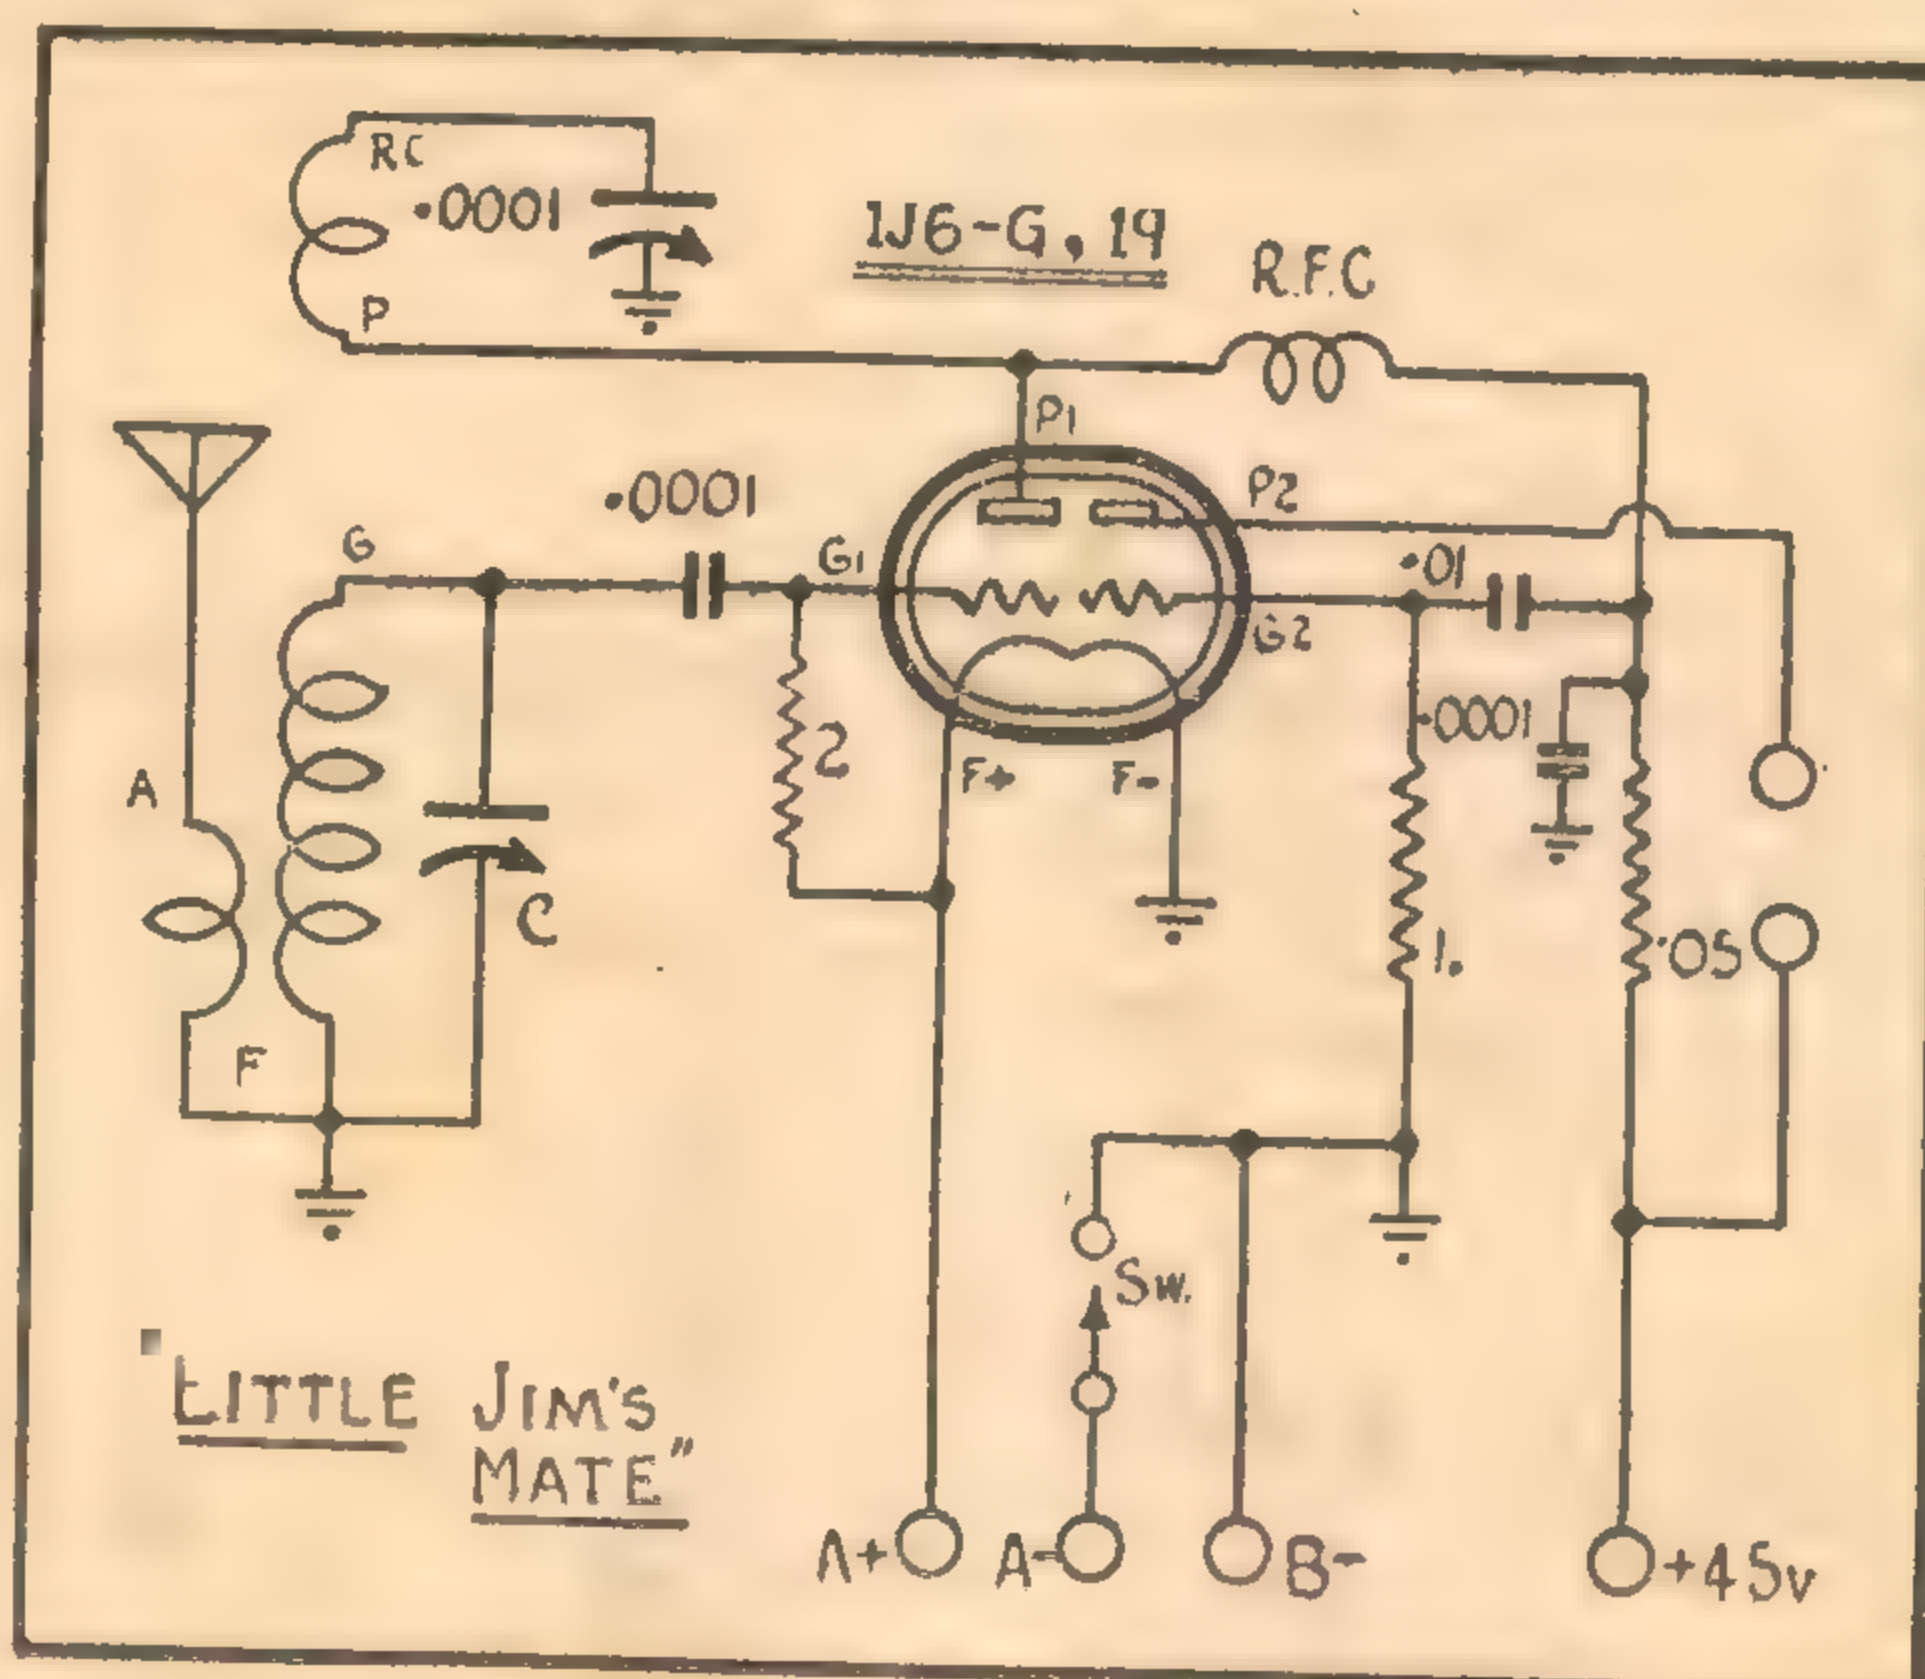 RC
.0001
1J6-G, 19
R.F.C
P
P1
P2
.0001
G
G1
.01
G2
.0001
2
A
F+
F-
C
1.
.05
F
Sw.
"LITTLE JIM'S
MATE"
A+
A-
B-
+45v